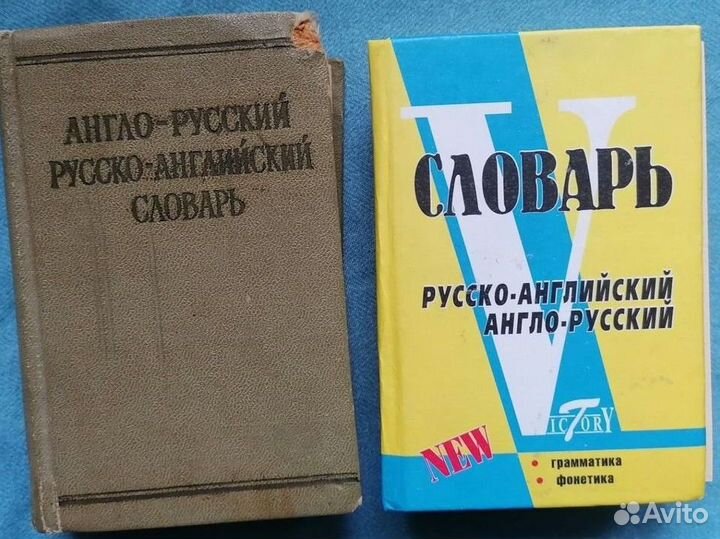 АНГЛО-РУССКИЙ
РУССКО-АНГЛИЙСКИЙ
СЛОВАРЬ
V
СЛОВАРЬ
РУССКО-АНГЛИЙСКИЙ
АНГЛО-РУССКИЙ
VICTORY
NEW
• грамматика
• фонетика
Avito